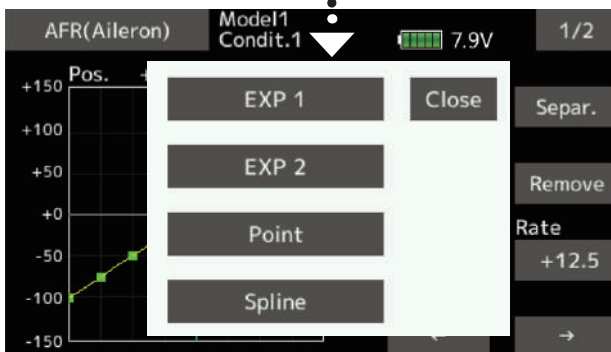 AFR(Aileron)
Model1
Condit.1
7.9V
1/2
Pos.
+150
+100
+50
+0
-50
-100
-150
EXP 1
Close
EXP 2
Point
Spline
Separ.
Remove
Rate
+12.5
→